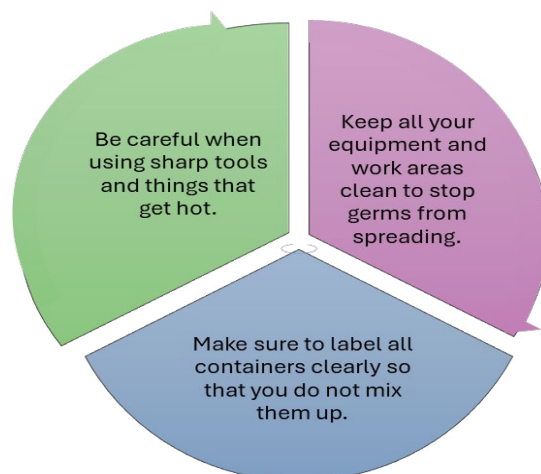 Be careful when
using sharp tools
and things that
get hot.
Keep all your
equipment and
work areas
clean to stop
germs from
spreading.
Make sure to label all
containers clearly so
that you do not mix
them up.